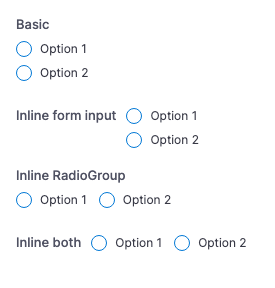 Basic
Option 1
Option 2
Inline form input Option 1
Option 2
Inline RadioGroup
Option 1 Option 2
Inline both Option 1 Option 2